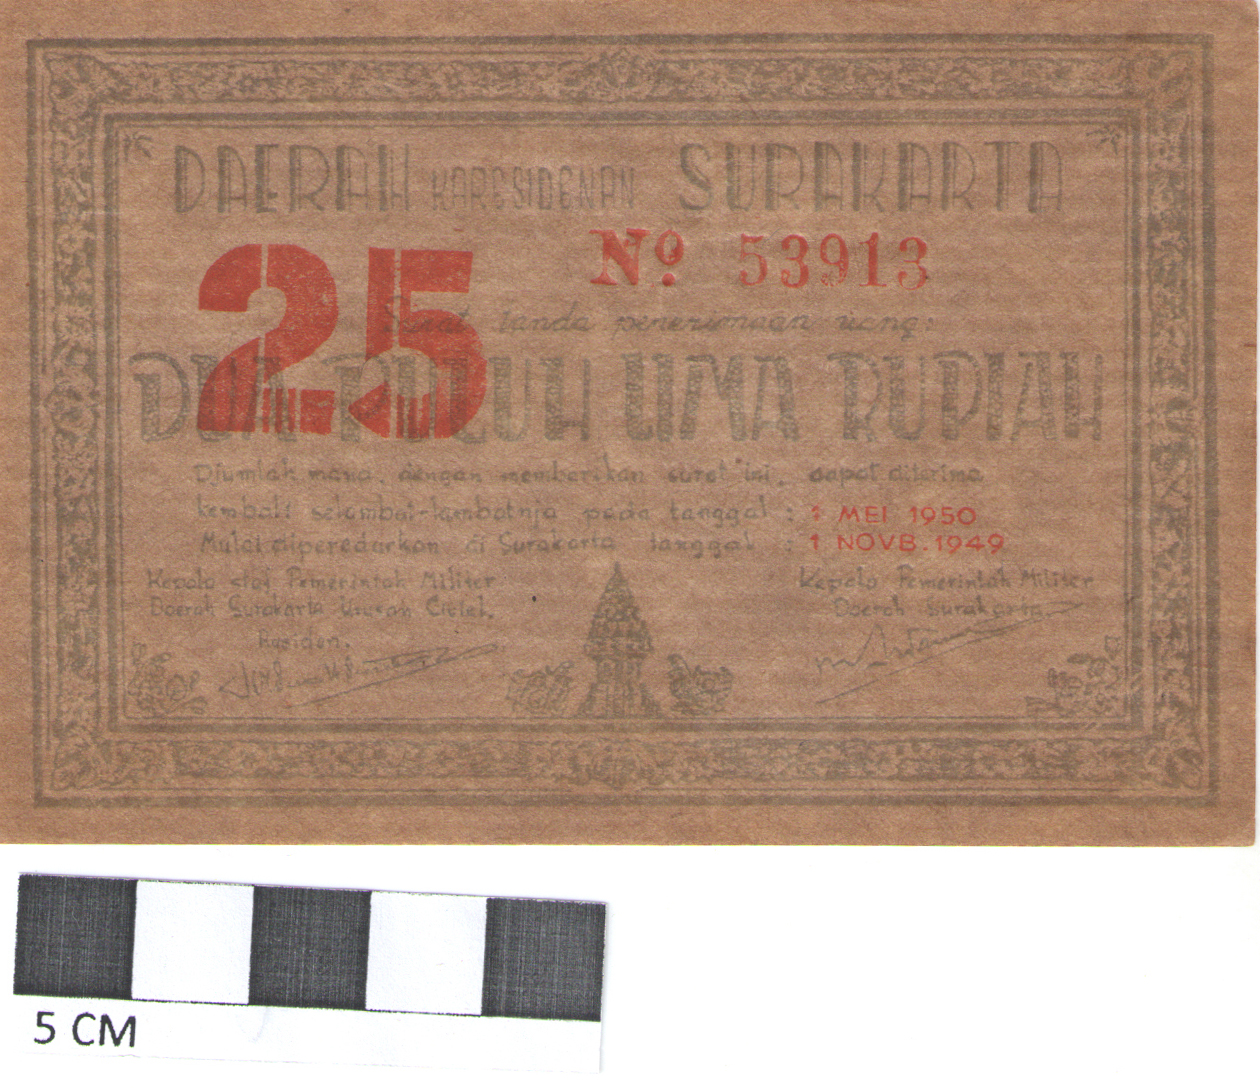 DAERAH KARESIDENAN SURAKARTA
25
No. 53913
Surat tanda penerimaan uang:
DUA PULUH LIMA RUPIAH
Djumlah mana, dengan memberikan surat ini, dapat diterima
kembali selambat-lambatnja pada tanggal : 1 MEI 1950
Mulai diperedarkan di Surakarta tanggal : 1 NOVB. 1949
Kepala staf Pemerintah Militer
Daerah Surakarta Urusan Civiel.
Residen.
Kepala Pemerintah Militer
Daerah Surakarta.
5 CM